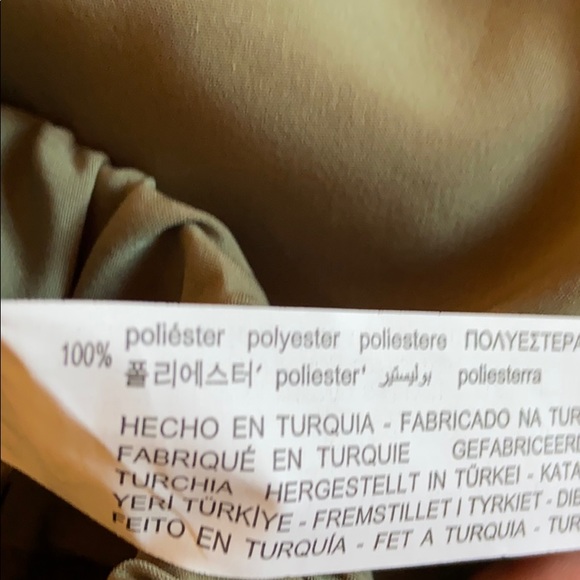 100% poliéster polyester poliestere ΠΟΛΥΕΣΤΕΡΑ
폴리에스터' poliester' بوليستر poliesterra
HECHO EN TURQUIA - FABRICADO NA TUR
FABRIQUÉ EN TURQUIE GEFABRICEERD
TURCHIA HERGESTELLT IN TÜRKEI - KATA
YERİ TÜRKİYE - FREMSTILLET I TYRKIET - DIE
FEITO EN TURQUÍA - FET A TURQUIA - TUR